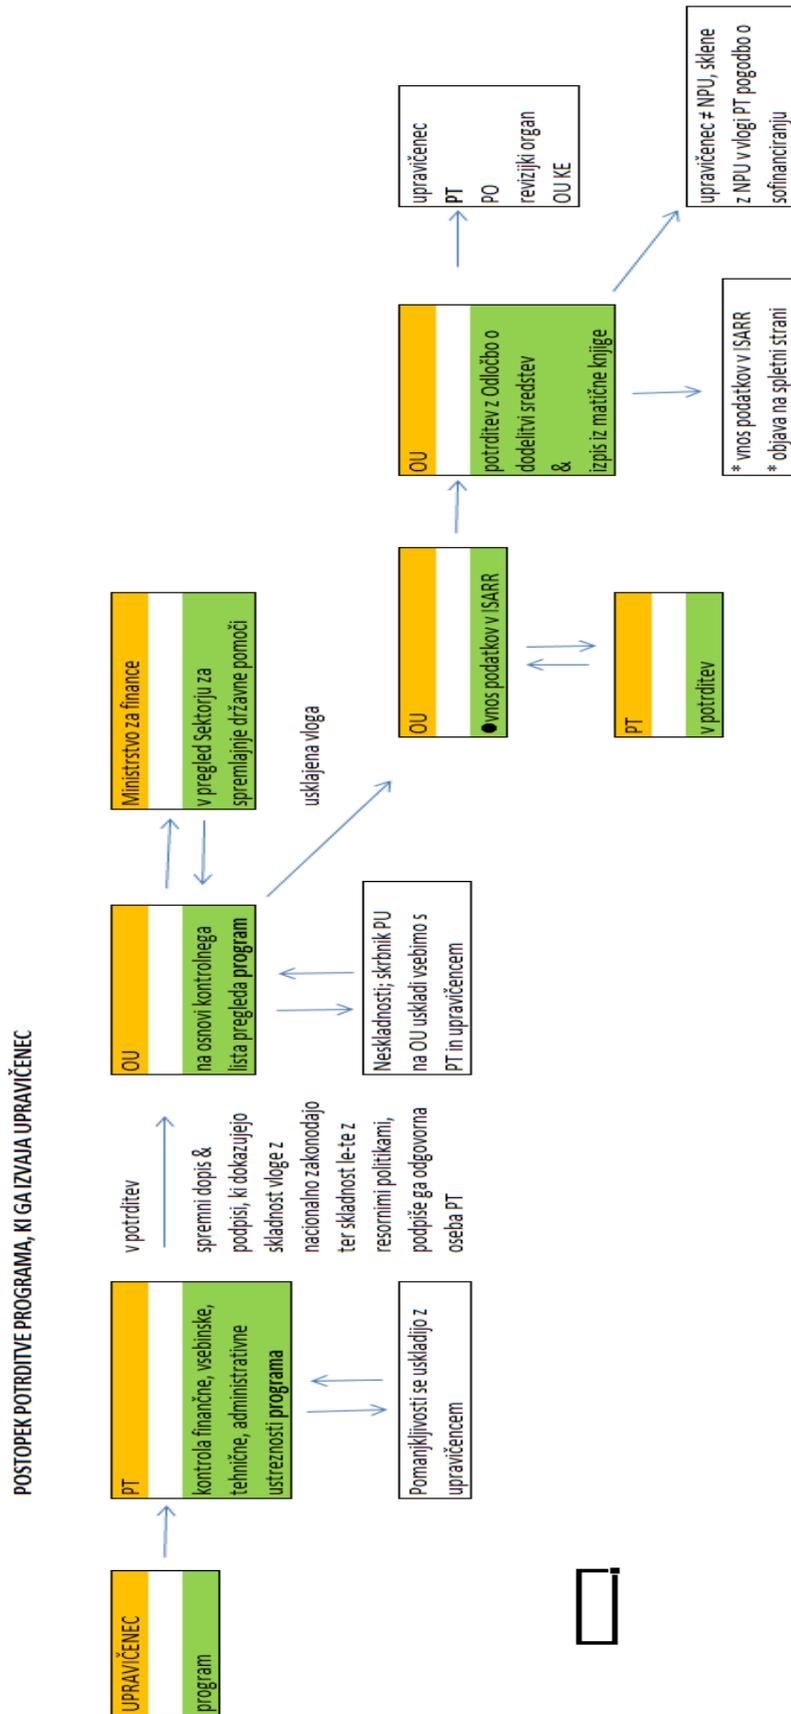 POSTOPEK POTRDITVE PROGRAMA, KI GA IZVAJA UPRAVIČENEC
UPRAVIČENEC
program
PT
kontrola finančne, vsebinske,
tehnične, administrativne
ustreznosti programa
Pomanjkljivosti se uskladijo z
upravičencem
v potrditev
spremni dopis &
podpisi, ki dokazujejo
skladnost vloge z
nacionalno zakonodajo
ter skladnost le-te z
resornimi politikami,
podpiše ga odgovorna
oseba PT
OU
na osnovi kontrolnega
lista pregleda program
Neskladnosti; skrbnik PU
na OU uskladi vsebimo s
PT in upravičencem
Ministrstvo za finance
v pregled Sektorju za
spremlajnje državne pomoči
usklajena vloga
OU
●vnos podatkov v ISARR
PT
v potrditev
OU
potrditev z Odločbo o
dodelitvi sredstev
&
izpis iz matične knjige
* vnos podatkov v ISARR
* objava na spletni strani
upravičenec
PT
PO
revizijki organ
OU KE
upravičenec ≠ NPU, sklene
z NPU v vlogi PT pogodbo o
sofinanciranju